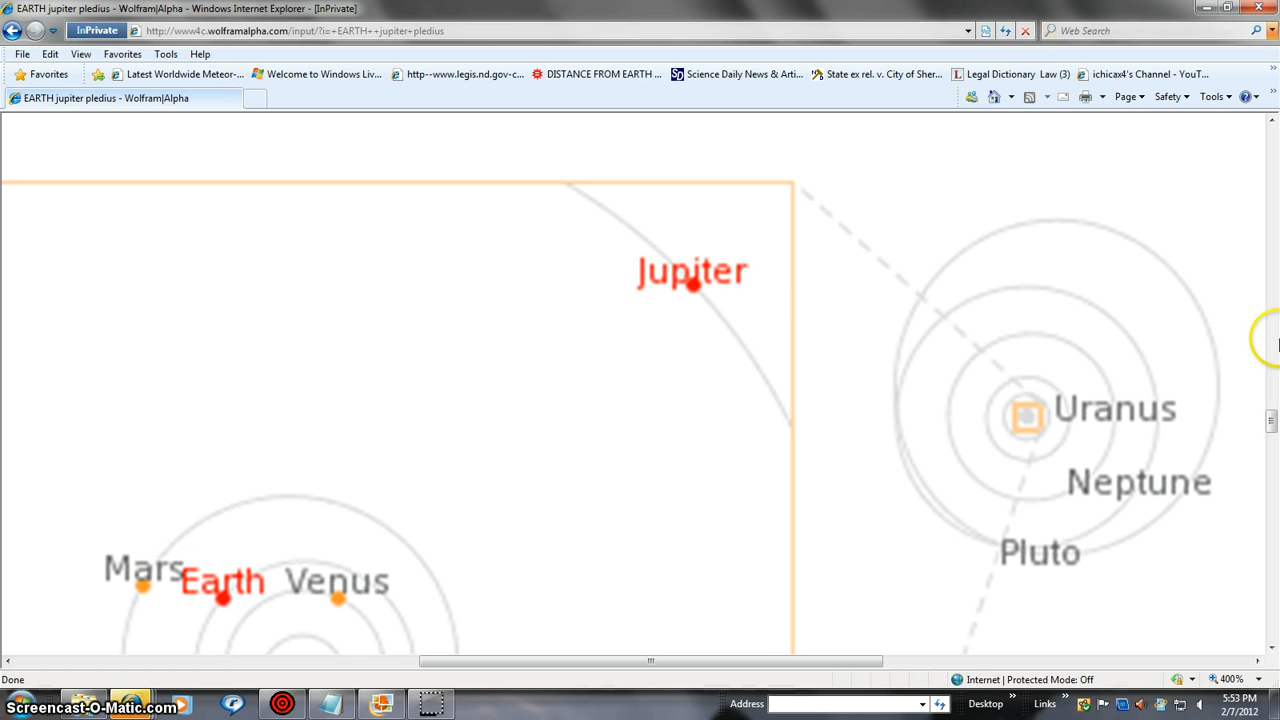 EARTH jupiter pledius - Wolfram|Alpha - Windows Internet Explorer - [InPrivate]
InPrivate http://www4c.wolframalpha.com/input/?i=+EARTH++jupiter+pledius Web Search
File Edit View Favorites Tools Help
Favorites Latest Worldwide Meteor-... Welcome to Windows Liv... http--www.legis.nd.gov-c... DISTANCE FROM EARTH ... Science Daily News & Arti... State ex rel. v. City of Sher... Legal Dictionary Law (3) ichicax4's Channel - YouT...
EARTH jupiter pledius - Wolfram|Alpha Page Safety Tools
Jupiter
Uranus
Neptune
Pluto
Mars Earth Venus
Done Internet | Protected Mode: Off 400%
Address Desktop Links 5:53 PM
Screencast-O-Matic.com 2/7/2012